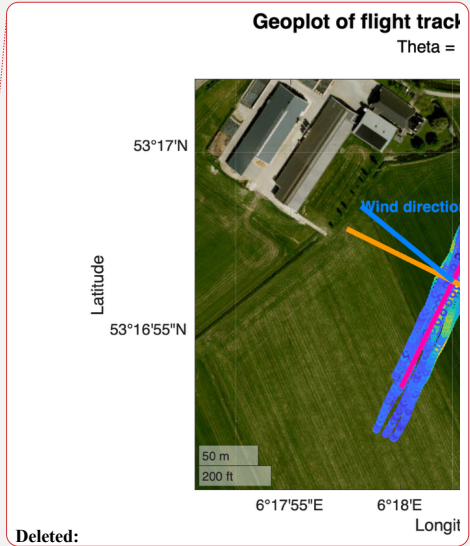 Geoplot of flight track
Theta =
53°17'N
Wind direction
Latitude
53°16'55"N
50 m
200 ft
6°17'55"E
6°18'E
Longit
Deleted: